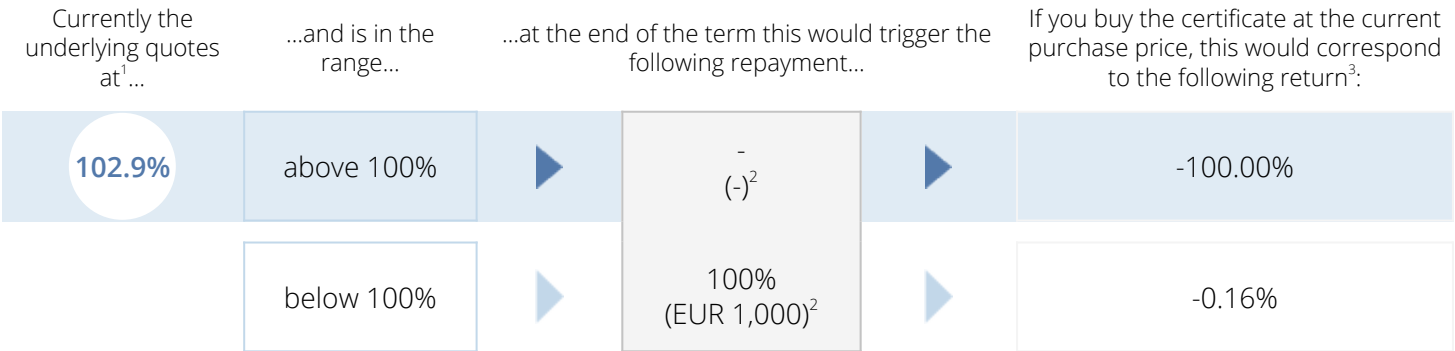 Currently the
underlying quotes
at¹...
...and is in the
range...
...at the end of the term this would trigger the
following repayment...
If you buy the certificate at the current
purchase price, this would correspond
to the following return³:
102.9%
above 100%
-
(-)²
-100.00%
below 100%
100%
(EUR 1,000)²
-0.16%